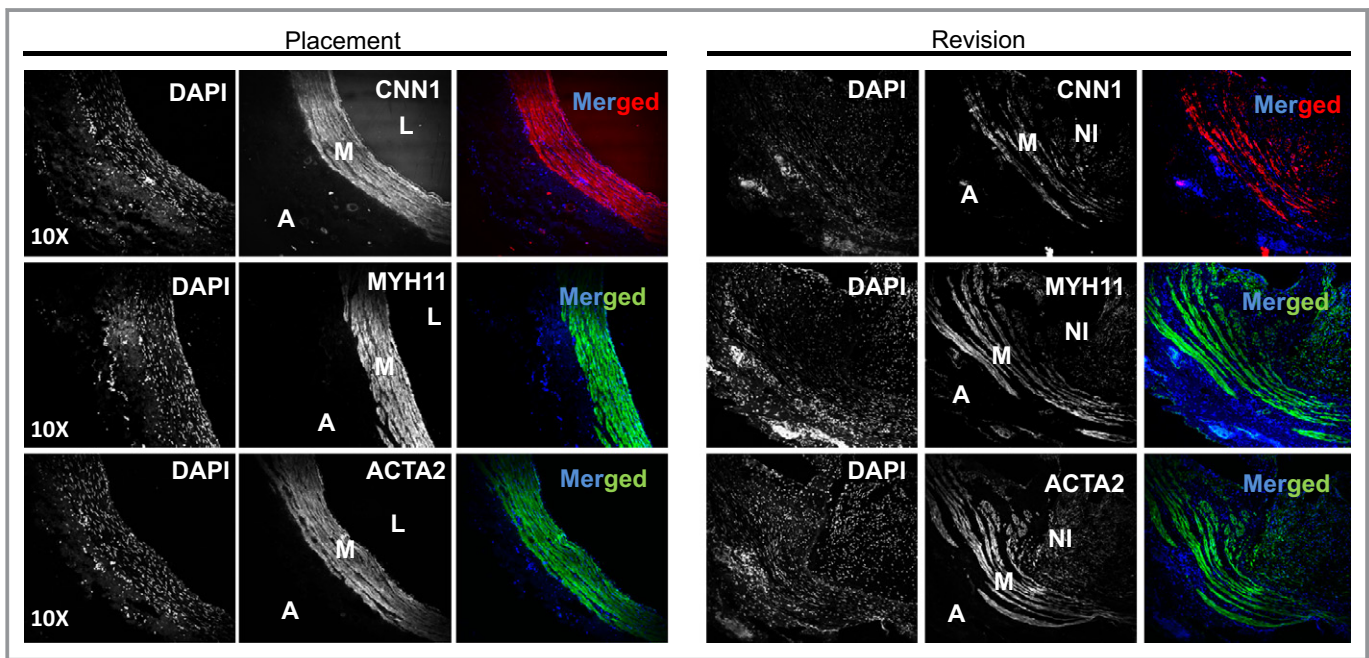 Placement
Revision
DAPI CNN1 Merged
L
M
A
10X
DAPI CNN1 Merged
M NI
A
DAPI MYH11 Merged
L
M
A
10X
DAPI MYH11 Merged
NI
M
A
DAPI ACTA2 Merged
L
M
A
10X
DAPI ACTA2 Merged
NI
M
A